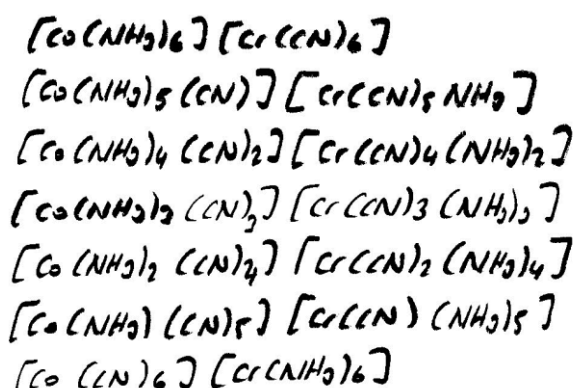 [Co(NH3)6][Cr(CN)6]
[Co(NH3)5(CN)][Cr(CN)5NH3]
[Co(NH3)4(CN)2][Cr(CN)4(NH3)2]
[Co(NH3)3(CN)3][Cr(CN)3(NH3)3]
[Co(NH3)2(CN)4][Cr(CN)2(NH3)4]
[Co(NH3)(CN)5][Cr(CN)(NH3)5]
[Co(CN)6][Cr(NH3)6]